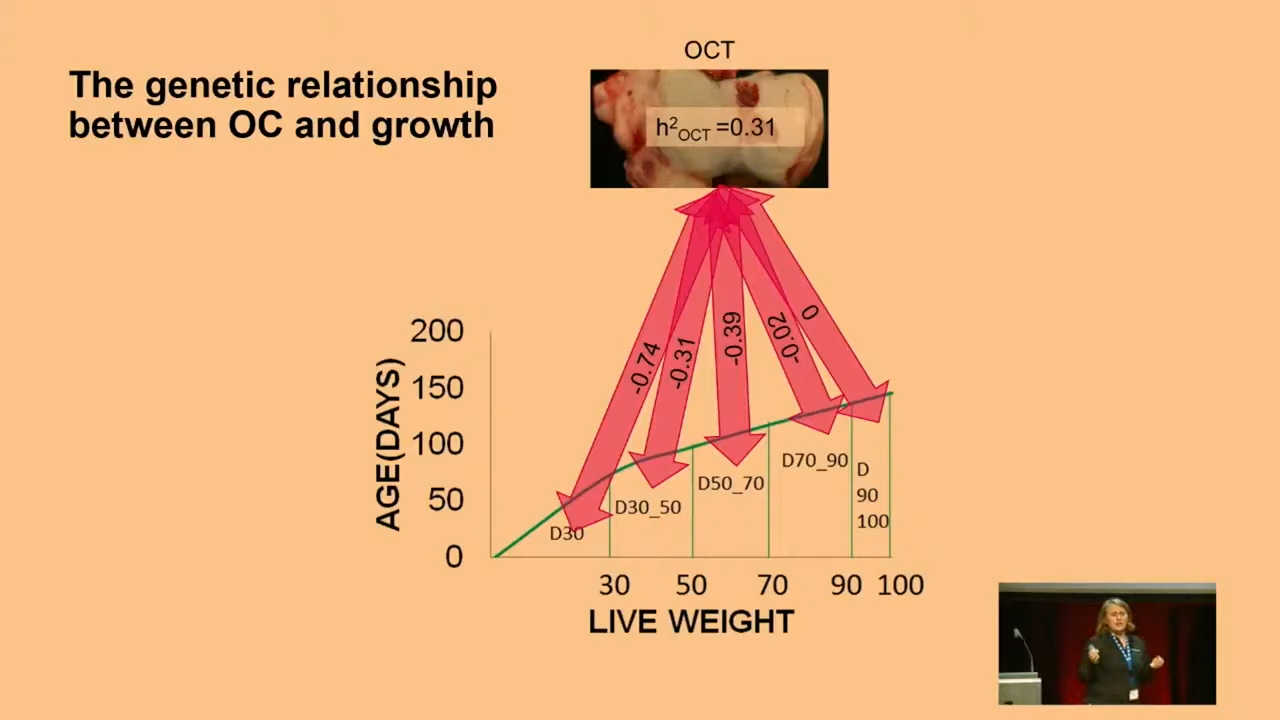 The genetic relationship
between OC and growth
OCT
h²OCT =0.31
-0.74
-0.31
-0.39
-0.02
0
AGE(DAYS)
200
150
100
50
0
D30
D30_50
D50_70
D70_90
D
90
100
30 50 70 90 100
LIVE WEIGHT